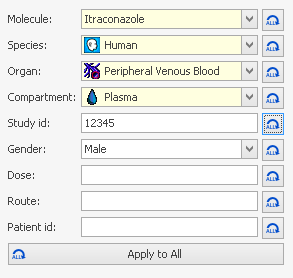 Molecule: Itraconazole ALL
Species: Human ALL
Organ: Peripheral Venous Blood ALL
Compartment: Plasma ALL
Study id: 12345 ALL
Gender: Male ALL
Dose: ALL
Route: ALL
Patient id: ALL
ALL Apply to All